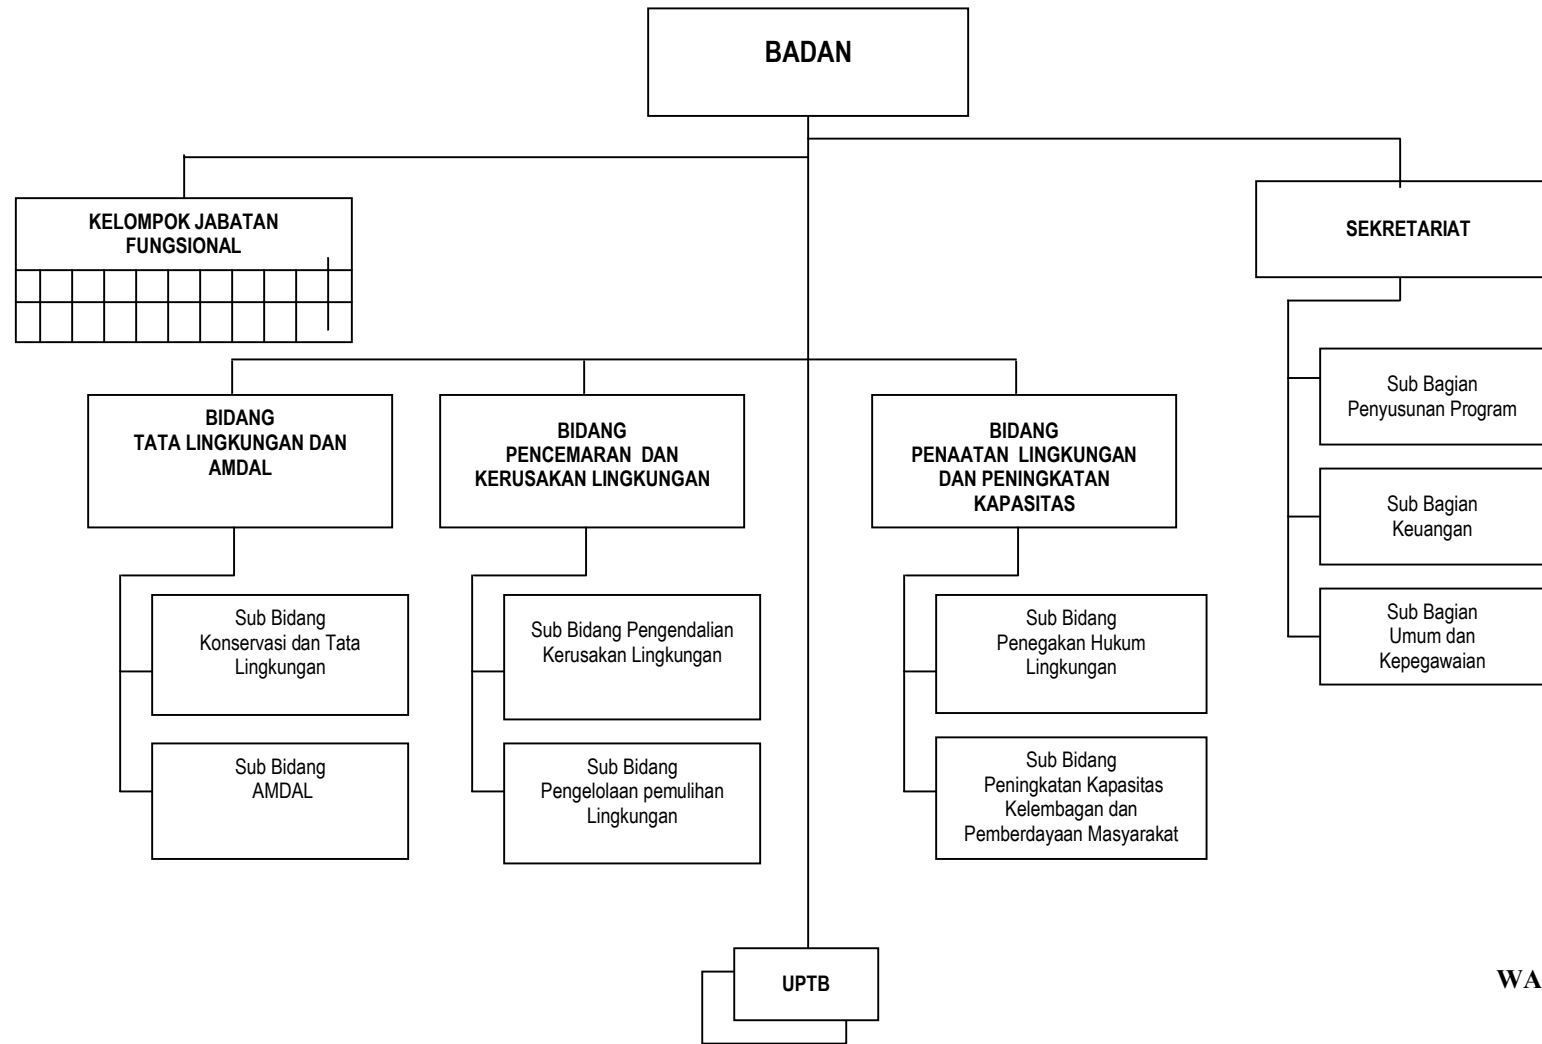 BADAN
KELOMPOK JABATAN
FUNGSIONAL
SEKRETARIAT
Sub Bagian
Penyusunan Program
Sub Bagian
Keuangan
Sub Bagian
Umum dan
Kepegawaian
BIDANG
TATA LINGKUNGAN DAN
AMDAL
BIDANG
PENCEMARAN DAN
KERUSAKAN LINGKUNGAN
BIDANG
PENAATAN LINGKUNGAN
DAN PENINGKATAN
KAPASITAS
Sub Bidang
Konservasi dan Tata
Lingkungan
Sub Bidang
AMDAL
Sub Bidang Pengendalian
Kerusakan Lingkungan
Sub Bidang
Pengelolaan pemulihan
Lingkungan
Sub Bidang
Penegakan Hukum
Lingkungan
Sub Bidang
Peningkatan Kapasitas
Kelembagan dan
Pemberdayaan Masyarakat
UPTB
WA